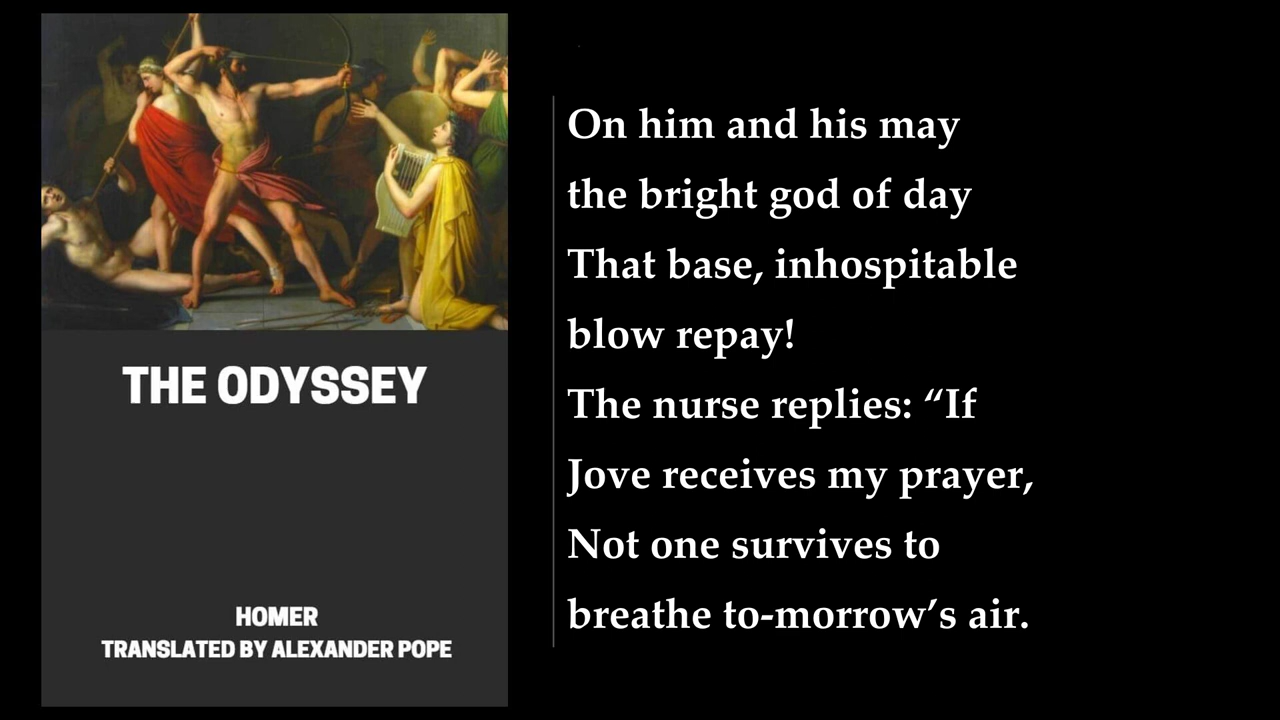 THE ODYSSEY
HOMER
TRANSLATED BY ALEXANDER POPE
On him and his may
the bright god of day
That base, inhospitable
blow repay!
The nurse replies: “If
Jove receives my prayer,
Not one survives to
breathe to-morrow’s air.